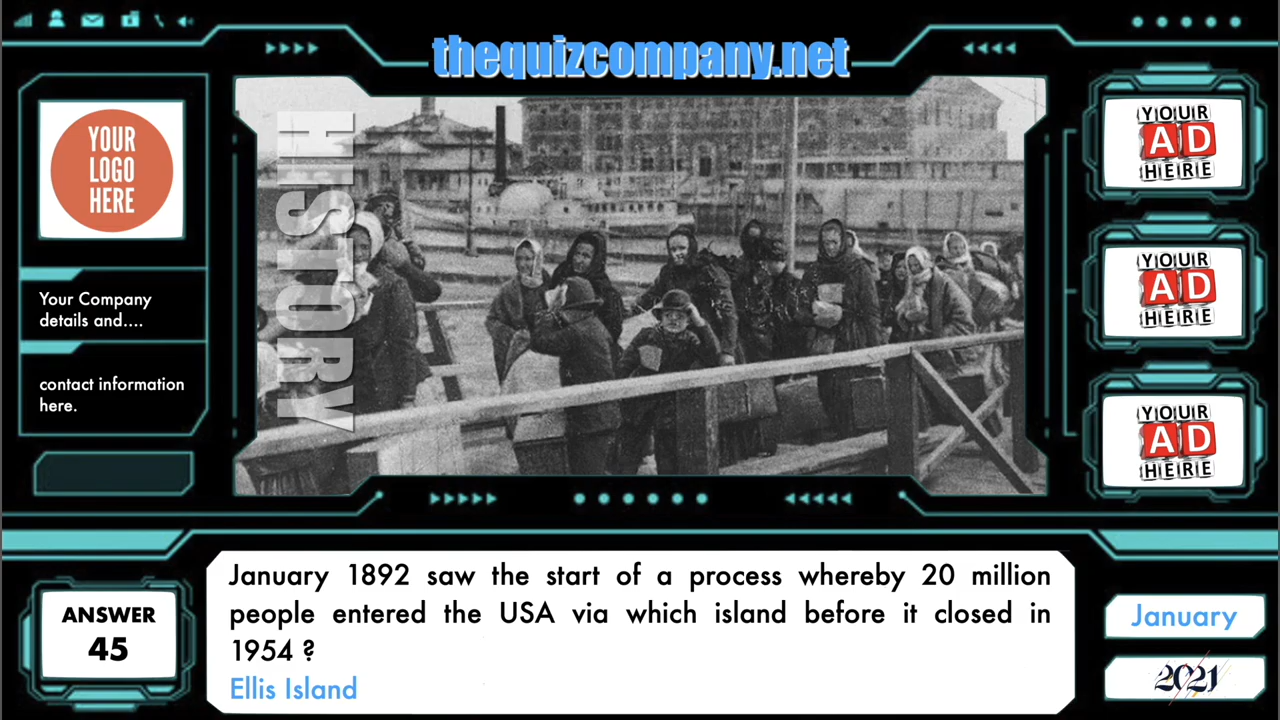 thequizcompany.net
YOUR
LOGO
HERE
Your Company
details and....
contact information
here.
HISTORY
YOUR
AD
HERE
YOUR
AD
HERE
YOUR
AD
HERE
ANSWER
45
January 1892 saw the start of a process whereby 20 million
people entered the USA via which island before it closed in
1954 ?
Ellis Island
January
2021